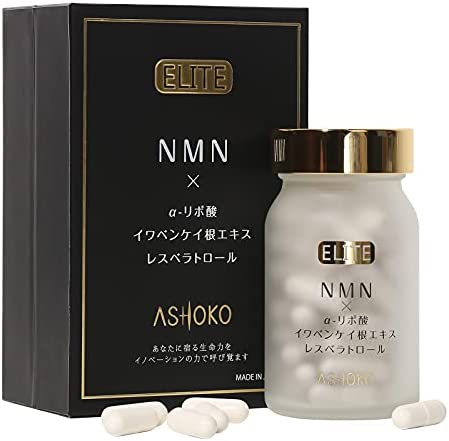 ELITE
NMN
×
α-リポ酸
イワベンケイ根エキス
レスベラトロール
ASHOKO
あなたに宿る生命力を
イノベーションの力で呼び覚ます
MADE IN
ELITE
NMN
×
α-リポ酸
イワベンケイ根エキス
レスベラトロール
ASHOKO